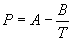 P = A − B/T